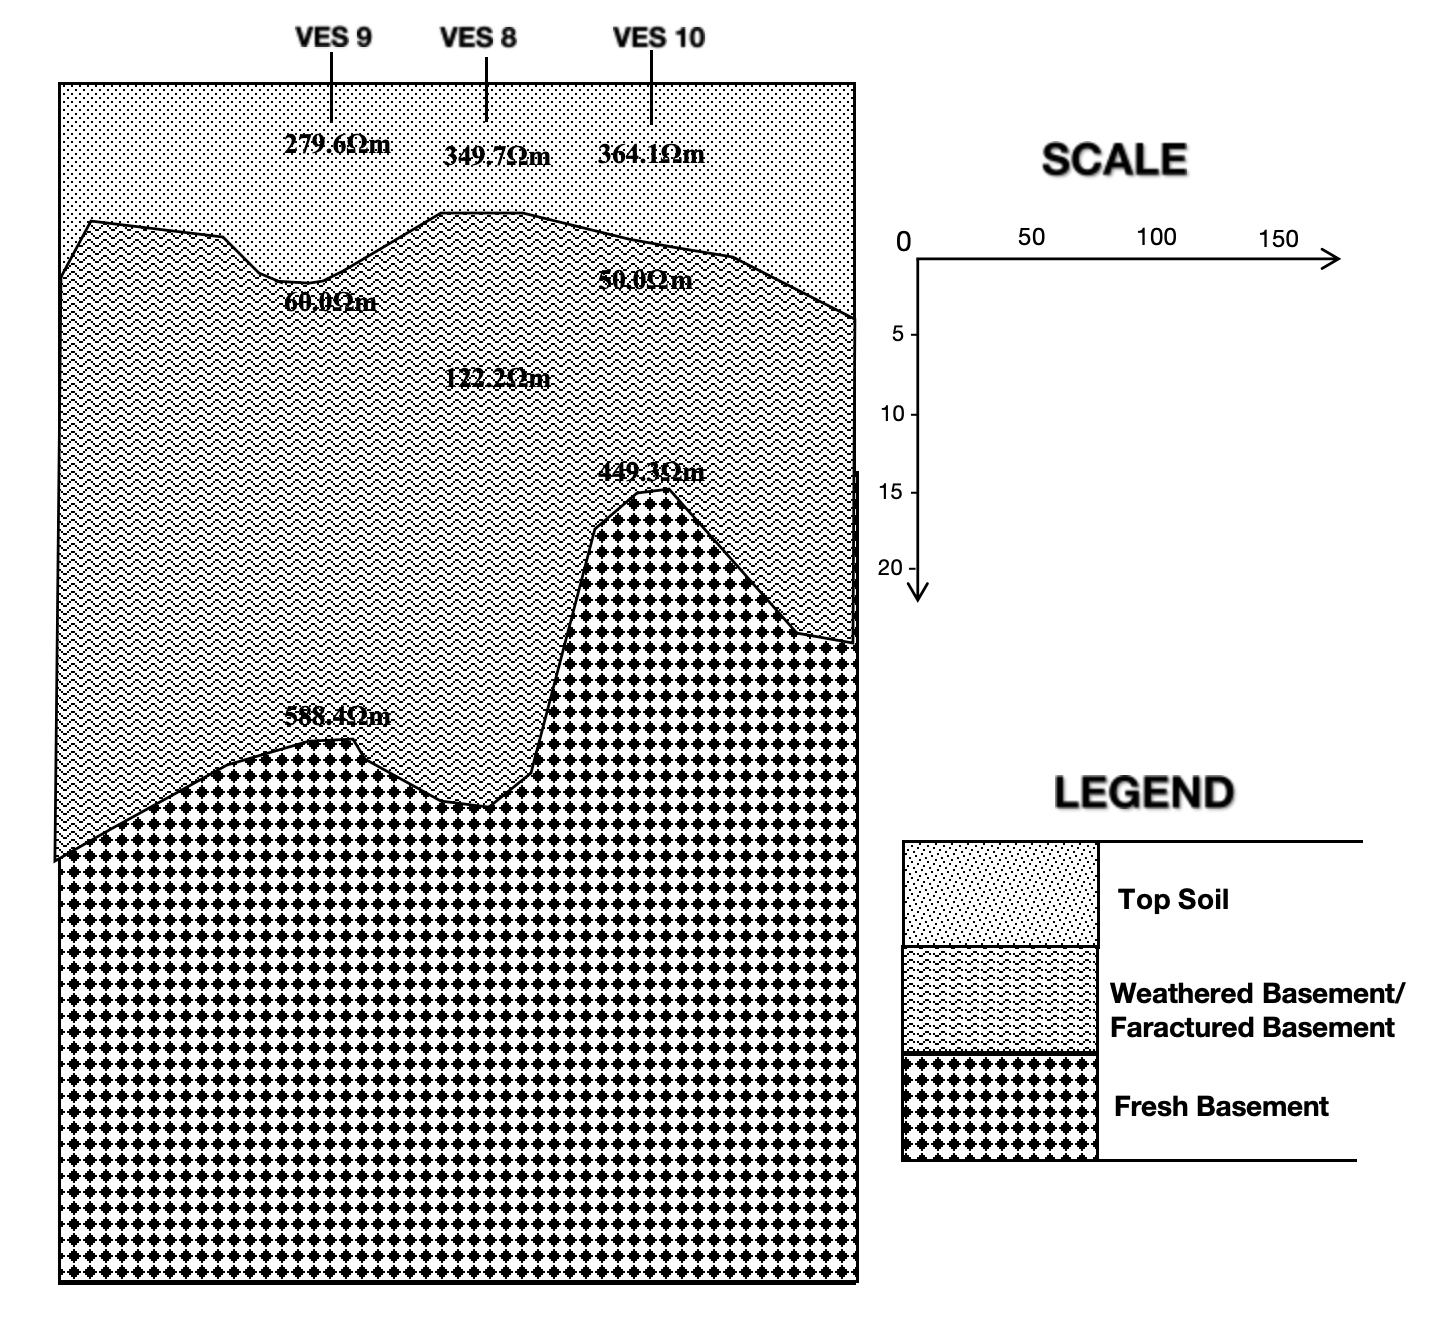 VES 9 VES 8 VES 10
279.6Ωm 349.7Ωm 364.1Ωm
60.0Ωm 50.0Ωm
122.2Ωm
449.3Ωm
588.4Ωm
SCALE
0 50 100 150
5
10
15
20
LEGEND
Top Soil
Weathered Basement/
Faractured Basement
Fresh Basement